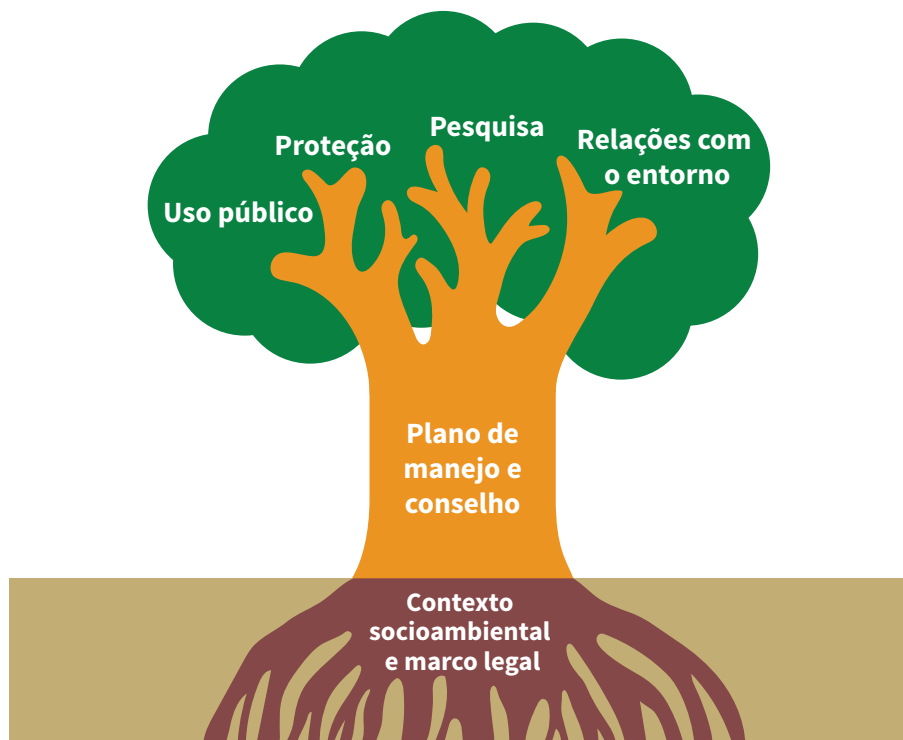 Uso público
Proteção
Pesquisa
Relações com
o entorno
Plano de
manejo e
conselho
Contexto
socioambiental
e marco legal